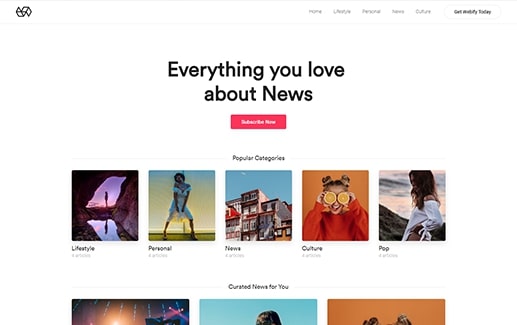 Home Lifestyle Personal News Culture Get Webify Today
Everything you love
about News
Subscribe Now
Popular Categories
Lifestyle Personal News Culture Pop
4 articles 4 articles 4 articles 4 articles 4 articles
Curated News for You